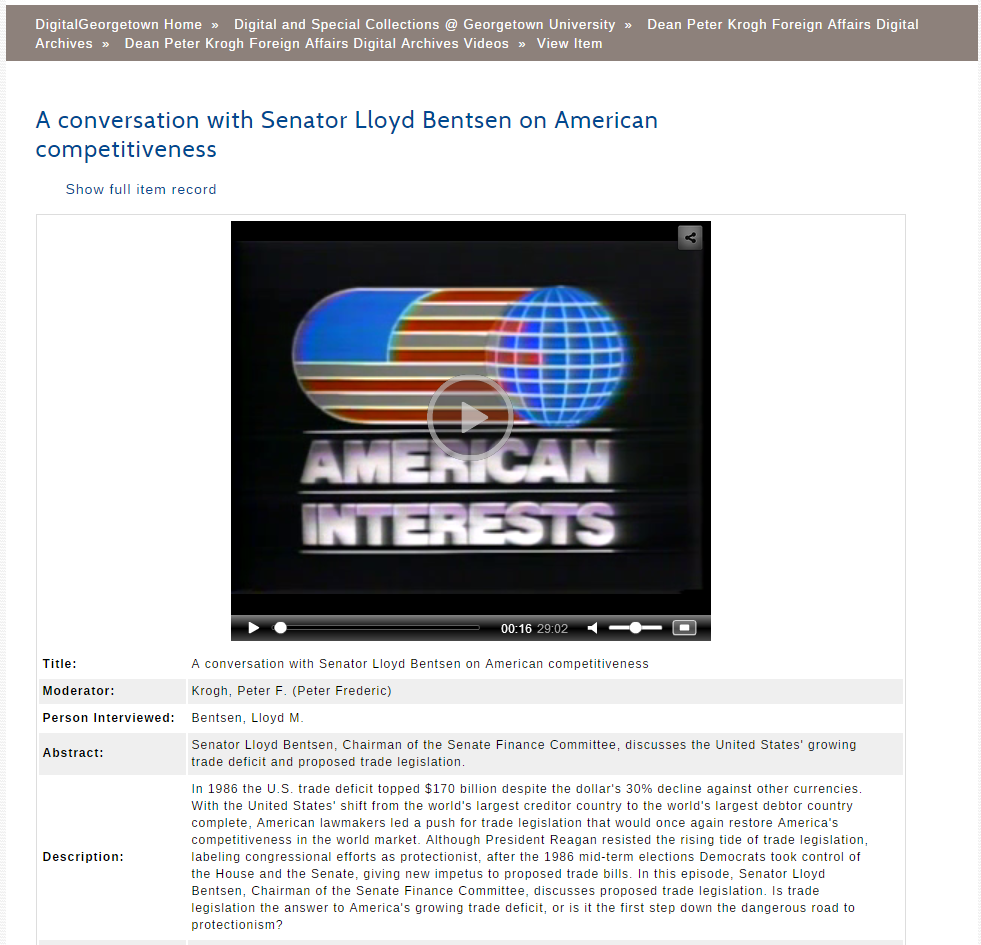 DigitalGeorgetown Home » Digital and Special Collections @ Georgetown University » Dean Peter Krogh Foreign Affairs Digital
Archives » Dean Peter Krogh Foreign Affairs Digital Archives Videos » View Item
A conversation with Senator Lloyd Bentsen on American
competitiveness
Show full item record
AMERICAN
INTERESTS
00:16 29:02
Title: A conversation with Senator Lloyd Bentsen on American competitiveness
Moderator: Krogh, Peter F. (Peter Frederic)
Person Interviewed: Bentsen, Lloyd M.
Abstract: Senator Lloyd Bentsen, Chairman of the Senate Finance Committee, discusses the United States' growing
trade deficit and proposed trade legislation.
Description: In 1986 the U.S. trade deficit topped $170 billion despite the dollar's 30% decline against other currencies.
With the United States' shift from the world's largest creditor country to the world's largest debtor country
complete, American lawmakers led a push for trade legislation that would once again restore America's
competitiveness in the world market. Although President Reagan resisted the rising tide of trade legislation,
labeling congressional efforts as protectionist, after the 1986 mid-term elections Democrats took control of
the House and the Senate, giving new impetus to proposed trade bills. In this episode, Senator Lloyd
Bentsen, Chairman of the Senate Finance Committee, discusses proposed trade legislation. Is trade
legislation the answer to America's growing trade deficit, or is it the first step down the dangerous road to
protectionism?